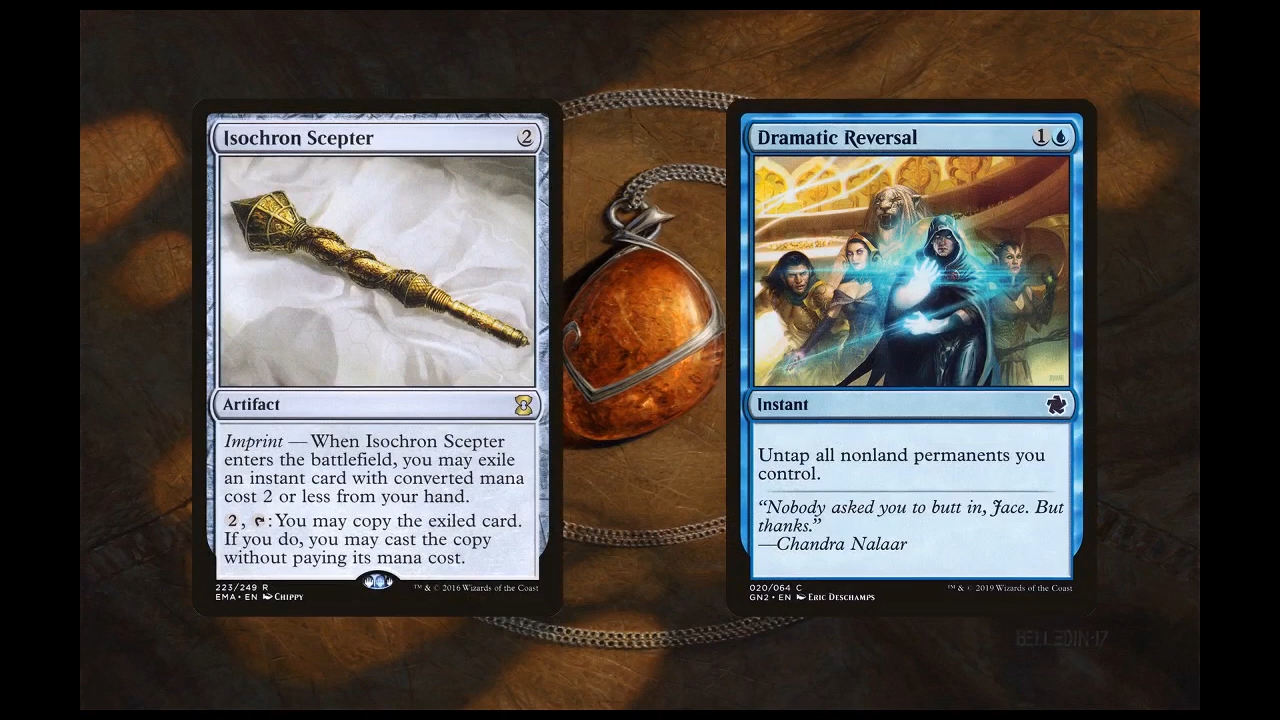 Isochron Scepter 2
Artifact
Imprint — When Isochron Scepter
enters the battlefield, you may exile
an instant card with converted mana
cost 2 or less from your hand.
2, : You may copy the exiled card.
If you do, you may cast the copy
without paying its mana cost.
223/249 R
EMA • EN Chippy
™ & © 2016 Wizards of the Coast
Dramatic Reversal 1
Instant
Untap all nonland permanents you
control.
“Nobody asked you to butt in, Jace. But
thanks.”
—Chandra Nalaar
020/064 C
GN2 • EN Eric Deschamps
™ & © 2019 Wizards of the Coast
BELLEDIN·17